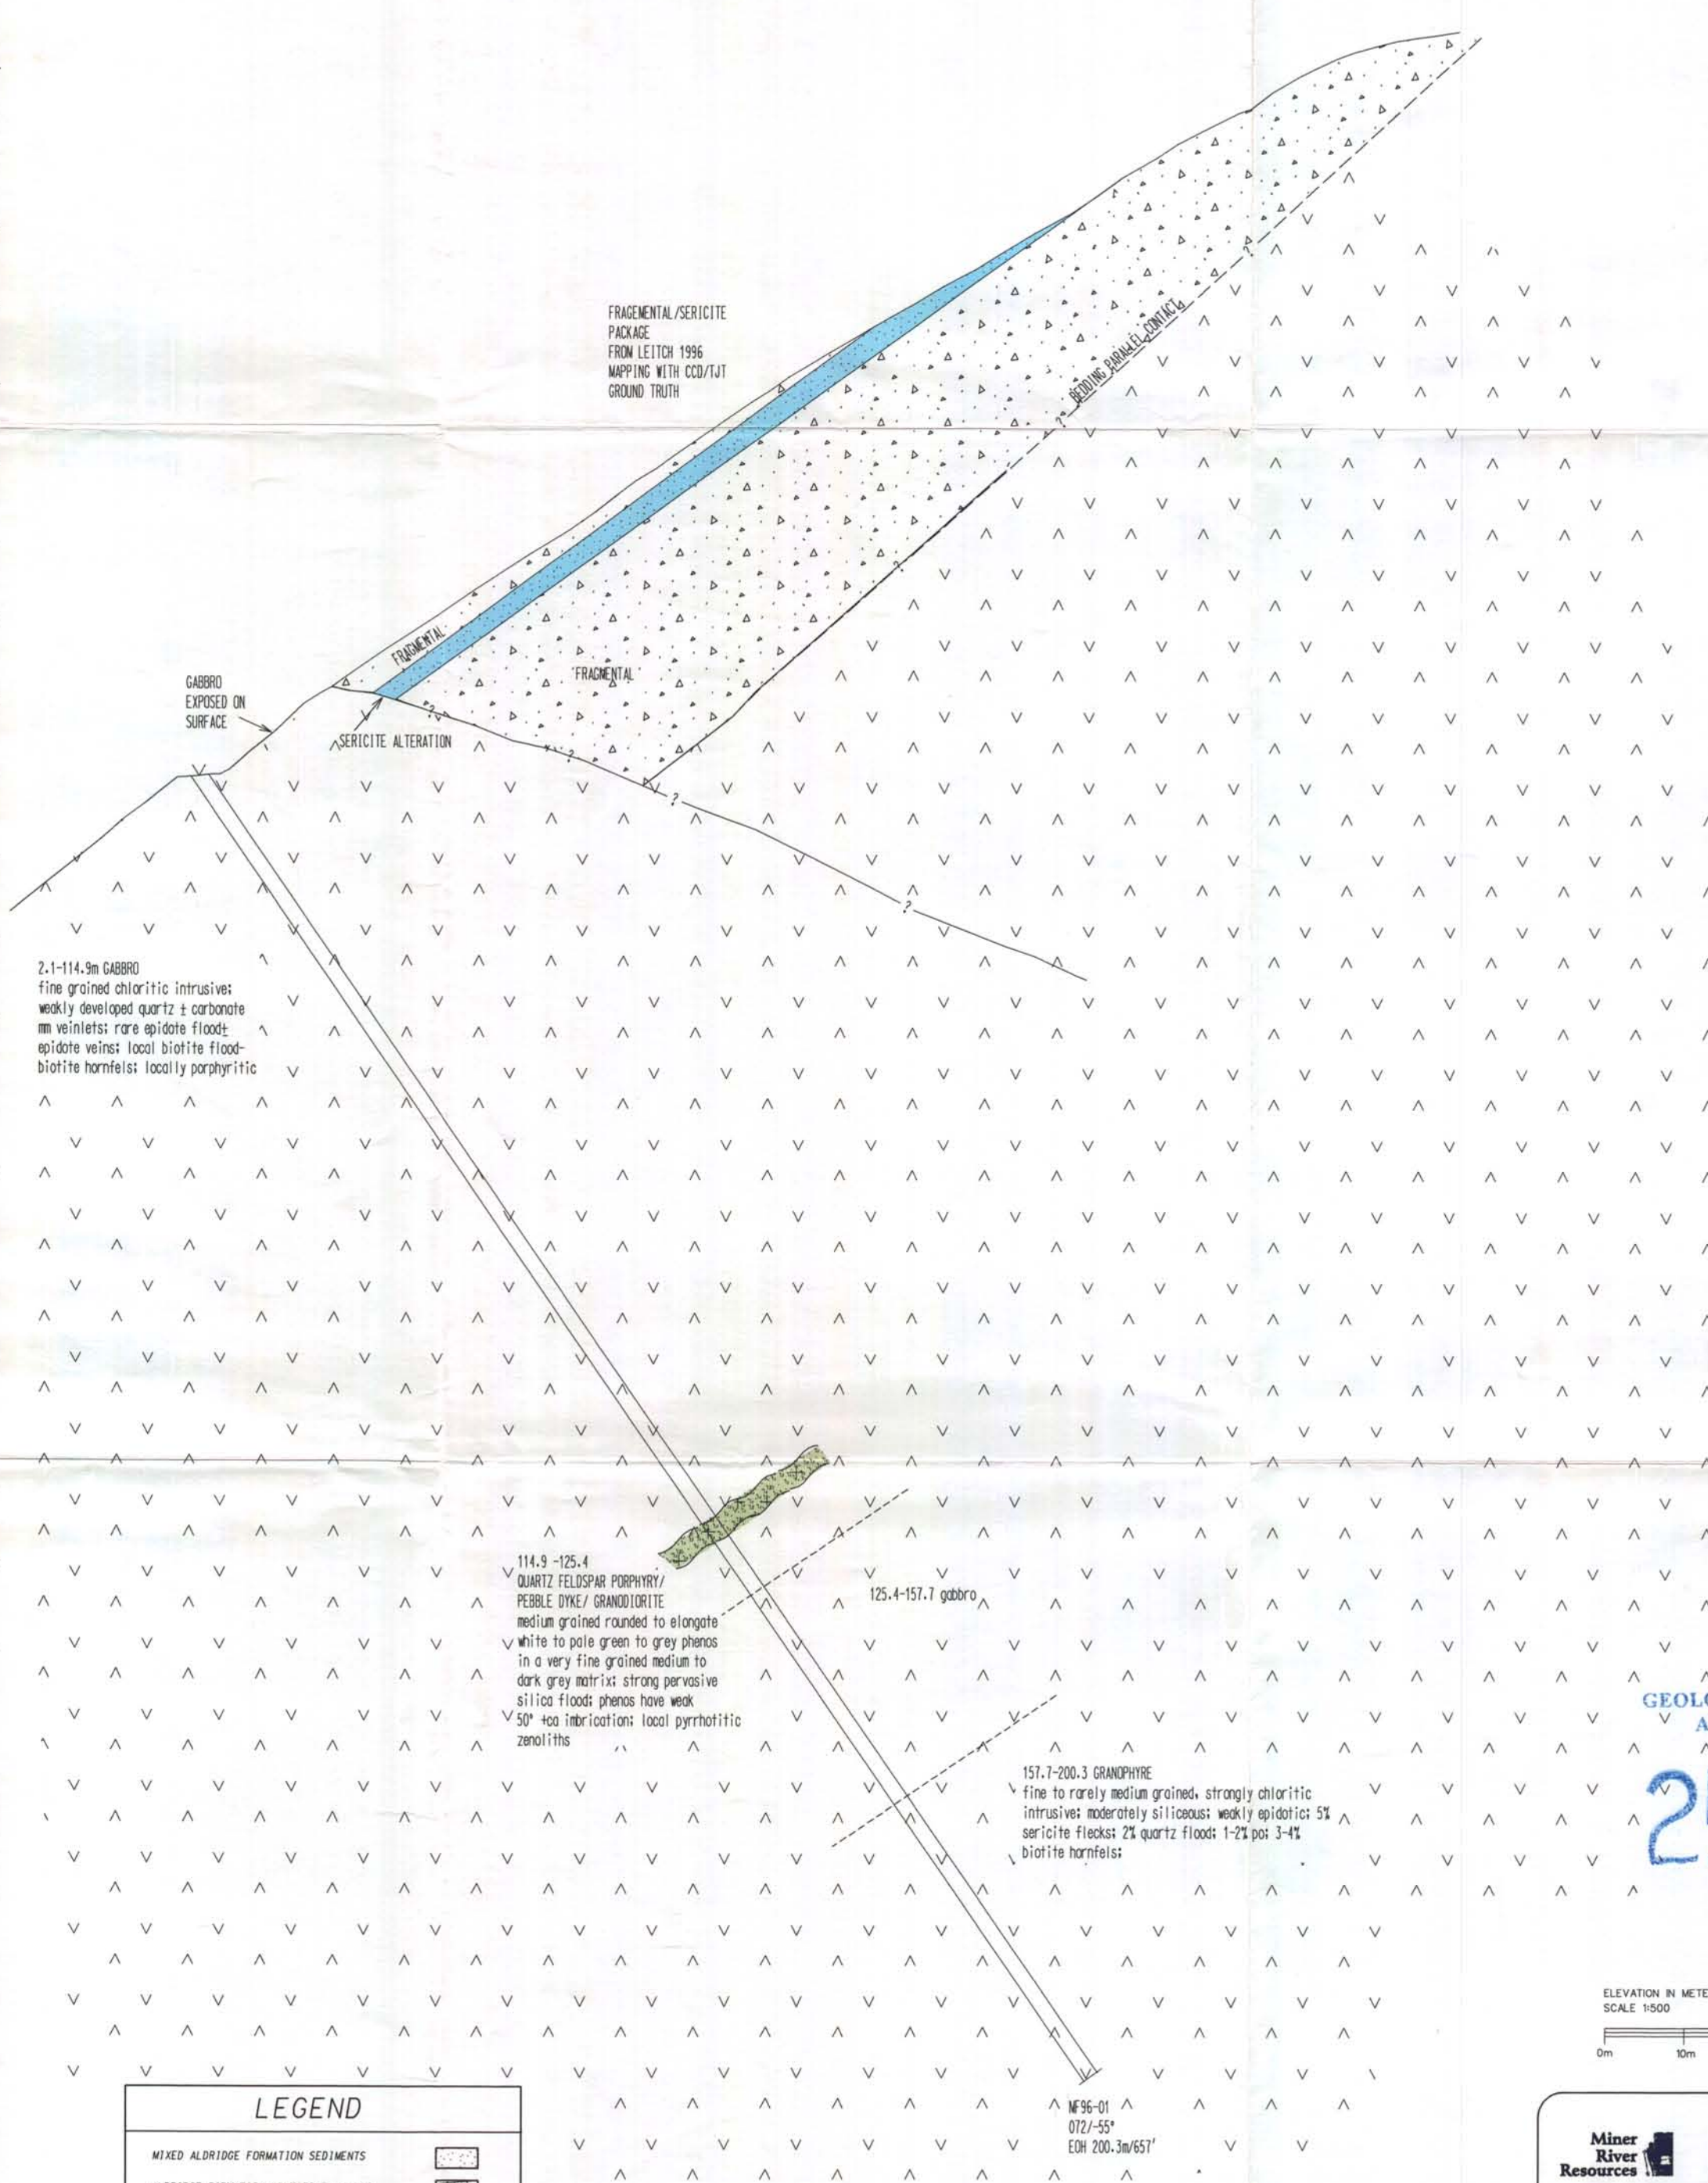 FRAGEMENTAL/SERICITE
PACKAGE
FROM LEITCH 1996
MAPPING WITH CCD/TJT
GROUND TRUTH
BEDDING PARALLEL CONTACT
FRAGMENTAL
FRAGMENTAL
GABBRO
EXPOSED ON
SURFACE
SERICITE ALTERATION
2.1-114.9m GABBRO
fine grained chloritic intrusive;
weakly developed quartz ± carbonate
mm veinlets; rare epidote flood±
epidote veins; local biotite flood-
biotite hornfels; locally porphyritic
114.9 -125.4
QUARTZ FELDSPAR PORPHYRY/
PEBBLE DYKE/ GRANODIORITE
medium grained rounded to elongate
white to pale green to grey phenos
in a very fine grained medium to
dark grey matrix; strong pervasive
silica flood; phenos have weak
50° tca imbrication; local pyrrhotitic
zenoliths
125.4-157.7 gabbro
157.7-200.3 GRANOPHYRE
fine to rarely medium grained, strongly chloritic
intrusive; moderately siliceous; weakly epidotic; 5%
sericite flecks; 2% quartz flood; 1-2% po; 3-4%
biotite hornfels;
GEOL
A
2
ELEVATION IN METE
SCALE 1:500
0m 10m
NF96-01
072/-55°
EOH 200.3m/657'
LEGEND
MIXED ALDRIDGE FORMATION SEDIMENTS
Miner
River
Resources